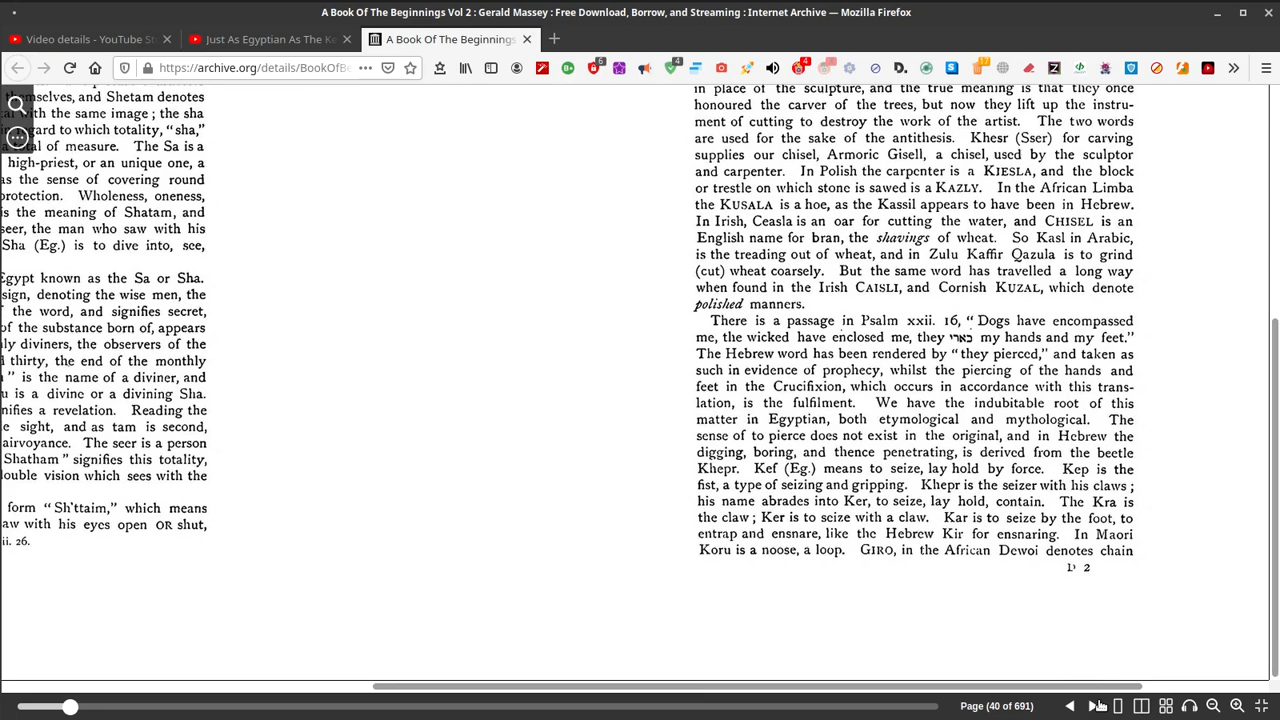 A Book Of The Beginnings Vol 2 : Gerald Massey : Free Download, Borrow, and Streaming : Internet Archive — Mozilla Firefox
Video details - YouTube St
Just As Egyptian As The Ke
A Book Of The Beginnings
https://archive.org/details/BookOfBe
themselves, and Shetam denotes
with the same image ; the sha
gard to which totality, "sha,"
al of measure. The Sa is a
high-priest, or an unique one, a
as the sense of covering round
protection. Wholeness, oneness,
is the meaning of Shatam, and
seer, the man who saw with his
Sha (Eg.) is to dive into, see,
Egypt known as the Sa or Sha.
sign, denoting the wise men, the
the word, and signifies secret,
of the substance born of, appears
ly diviners, the observers of the
thirty, the end of the monthly
" is the name of a diviner, and
u is a divine or a divining Sha.
nifies a revelation. Reading the
e sight, and as tam is second,
airvoyance. The seer is a person
Shatham" signifies this totality,
double vision which sees with the
form "Sh'ttaim," which means
aw with his eyes open OR shut,
ii. 26.
in place of the sculpture, and the true meaning is that they once
honoured the carver of the trees, but now they lift up the instru-
ment of cutting to destroy the work of the artist. The two words
are used for the sake of the antithesis. Khesr (Sser) for carving
supplies our chisel, Armoric Gisell, a chisel, used by the sculptor
and carpenter. In Polish the carpenter is a KIESLA, and the block
or trestle on which stone is sawed is a KAZLY. In the African Limba
the KUSALA is a hoe, as the Kassil appears to have been in Hebrew.
In Irish, Ceasla is an oar for cutting the water, and CHISEL is an
English name for bran, the shavings of wheat. So Kasl in Arabic,
is the treading out of wheat, and in Zulu Kaffir Qazula is to grind
(cut) wheat coarsely. But the same word has travelled a long way
when found in the Irish CAISLI, and Cornish KUZAL, which denote
polished manners.
There is a passage in Psalm xxii. 16, "Dogs have encompassed
me, the wicked have enclosed me, they כארי my hands and my feet."
The Hebrew word has been rendered by "they pierced," and taken as
such in evidence of prophecy, whilst the piercing of the hands and
feet in the Crucifixion, which occurs in accordance with this trans-
lation, is the fulfilment. We have the indubitable root of this
matter in Egyptian, both etymological and mythological. The
sense of to pierce does not exist in the original, and in Hebrew the
digging, boring, and thence penetrating, is derived from the beetle
Khepr. Kef (Eg.) means to seize, lay hold by force. Kep is the
fist, a type of seizing and gripping. Khepr is the seizer with his claws ;
his name abrades into Ker, to seize, lay hold, contain. The Kra is
the claw ; Ker is to seize with a claw. Kar is to seize by the foot, to
entrap and ensnare, like the Hebrew Kir for ensnaring. In Maori
Koru is a noose, a loop. GIRO, in the African Dewoi denotes chain
D 2
Page (40 of 691)